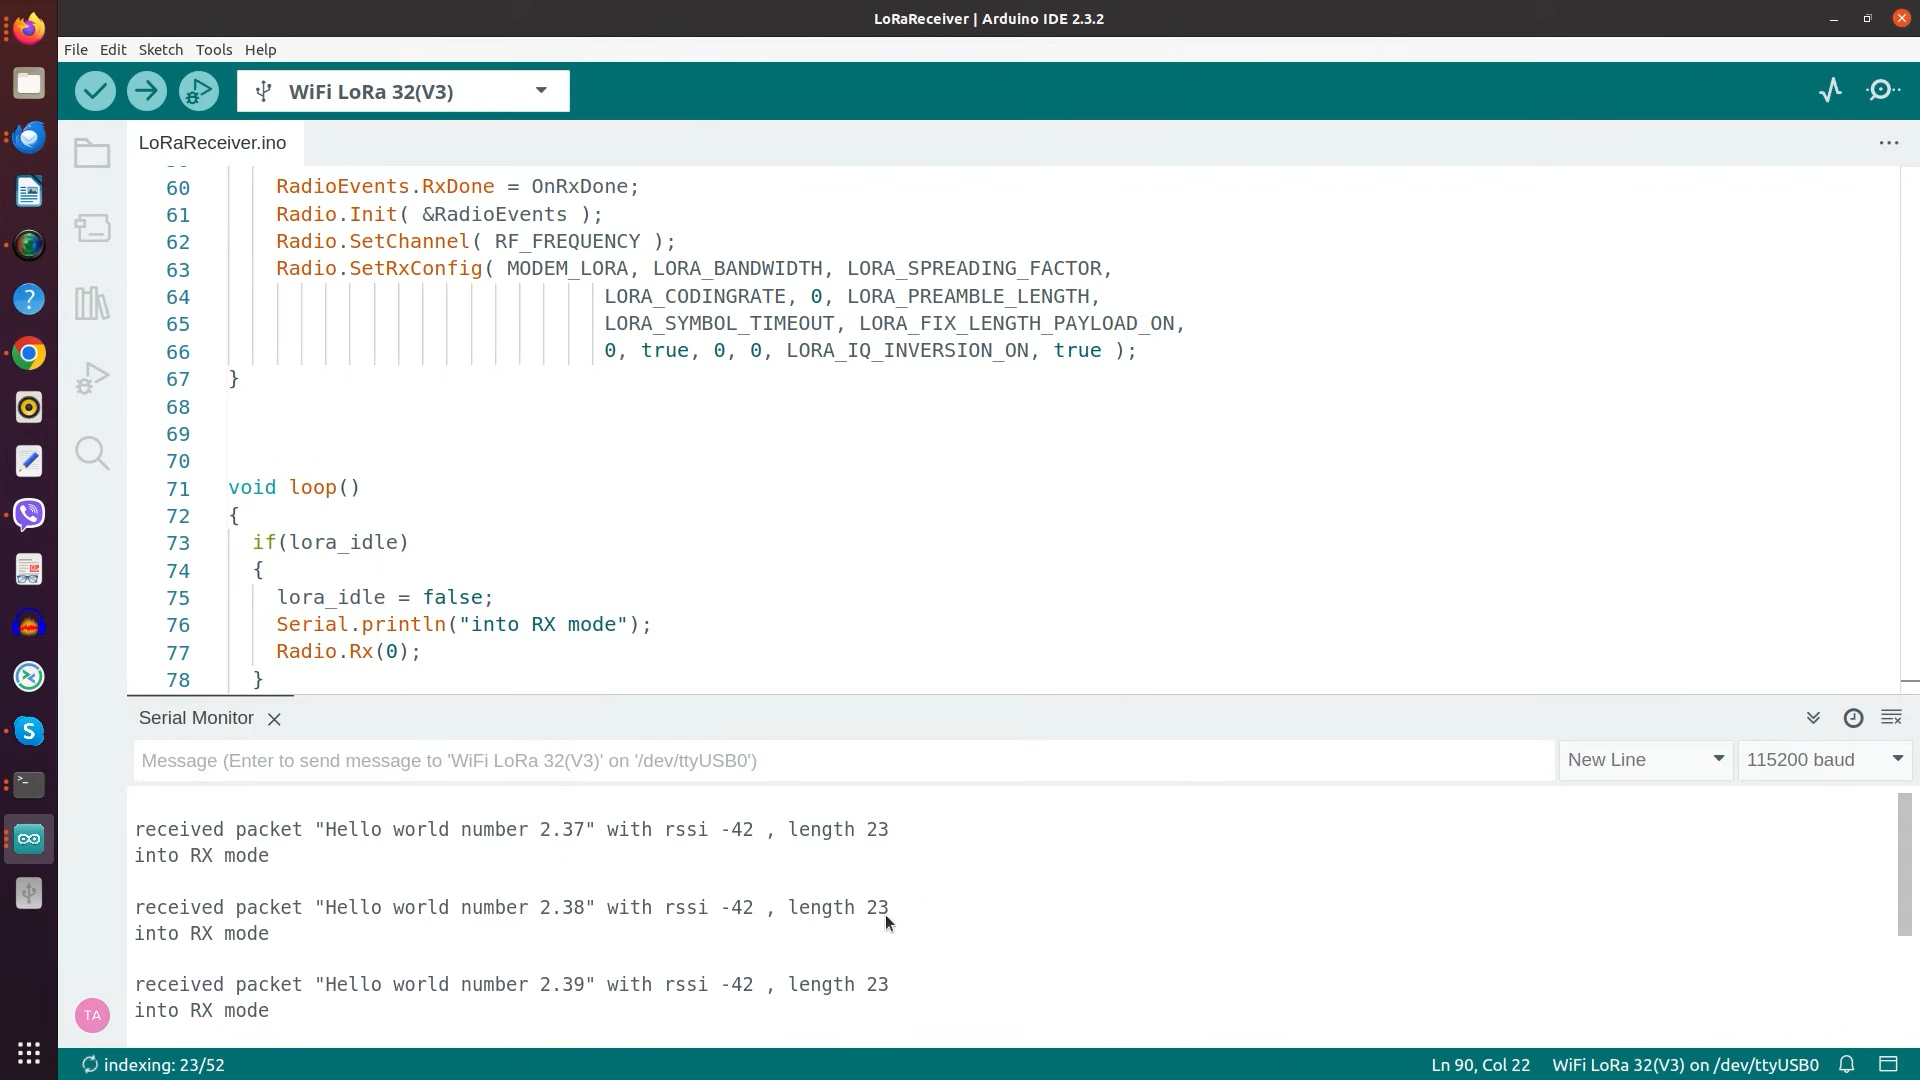 LoRaReceiver | Arduino IDE 2.3.2
File Edit Sketch Tools Help
WiFi LoRa 32(V3)
LoRaReceiver.ino
60 RadioEvents.RxDone = OnRxDone;
61 Radio.Init( &RadioEvents );
62 Radio.SetChannel( RF_FREQUENCY );
63 Radio.SetRxConfig( MODEM_LORA, LORA_BANDWIDTH, LORA_SPREADING_FACTOR,
64 LORA_CODINGRATE, 0, LORA_PREAMBLE_LENGTH,
65 LORA_SYMBOL_TIMEOUT, LORA_FIX_LENGTH_PAYLOAD_ON,
66 0, true, 0, 0, LORA_IQ_INVERSION_ON, true );
67 }
68
69
70
71 void loop()
72 {
73 if(lora_idle)
74 {
75 lora_idle = false;
76 Serial.println("into RX mode");
77 Radio.Rx(0);
78 }
Serial Monitor
Message (Enter to send message to 'WiFi LoRa 32(V3)' on '/dev/ttyUSB0')
New Line
115200 baud
received packet "Hello world number 2.37" with rssi -42 , length 23
into RX mode
received packet "Hello world number 2.38" with rssi -42 , length 23
into RX mode
received packet "Hello world number 2.39" with rssi -42 , length 23
into RX mode
TA
indexing: 23/52
Ln 90, Col 22
WiFi LoRa 32(V3) on /dev/ttyUSB0